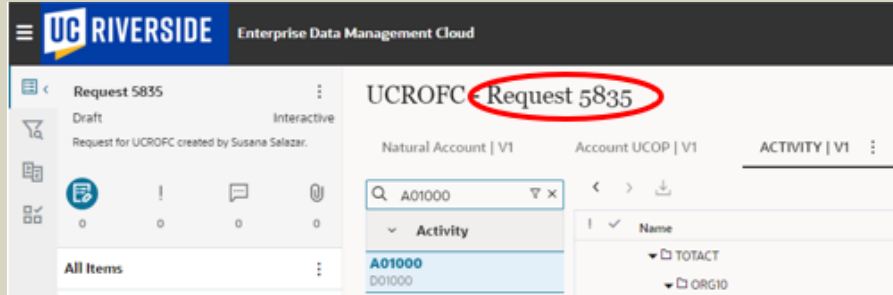 UC RIVERSIDE Enterprise Data Management Cloud
Request 5835
Draft Interactive
Request for UCROFC created by Susana Salazar.
0 0 0 0
All Items
UCROFC - Request 5835
Natural Account | V1 Account UCOP | V1 ACTIVITY | V1
A01000
Activity
A01000
D01000
Name
TOTACT
ORG10